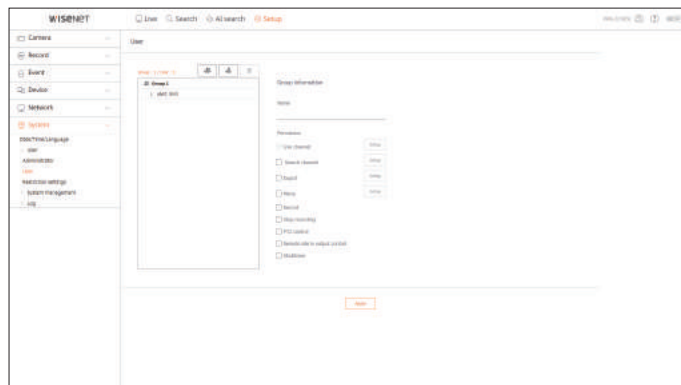 WISENET
Live Search AI search Setup
Camera
Record
Event
Device
Network
System
Date/Time/Language
User
Administrator
User
Restriction settings
System management
Log
User
Group 1
Group information
Name
Permission
Live channel
Setup
Search channel
Setup
Export
Setup
Menu
Setup
Record
Stop recording
PTZ control
Remote alarm output control
Shutdown